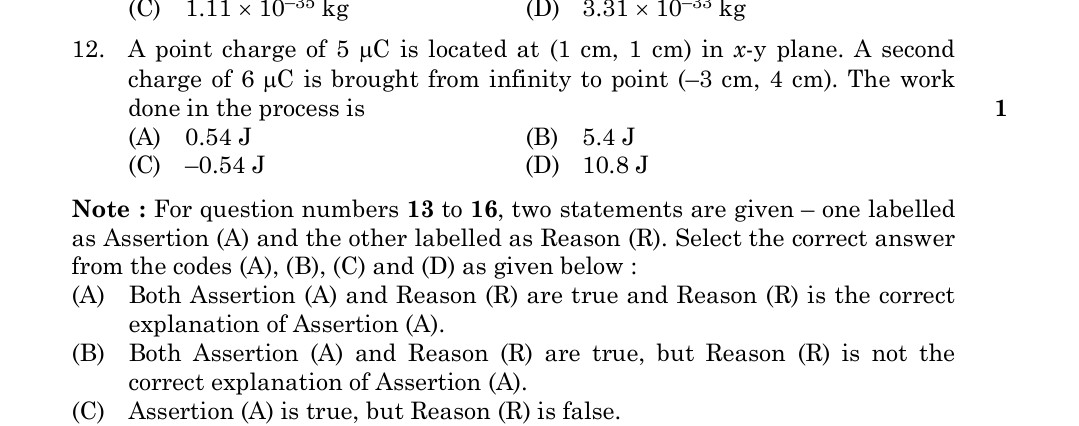 (C) 1.11 × 10⁻³⁵ kg (D) 3.31 × 10⁻³³ kg
12. A point charge of 5 μC is located at (1 cm, 1 cm) in x-y plane. A second
charge of 6 μC is brought from infinity to point (–3 cm, 4 cm). The work
done in the process is 1
(A) 0.54 J (B) 5.4 J
(C) –0.54 J (D) 10.8 J
Note : For question numbers 13 to 16, two statements are given – one labelled
as Assertion (A) and the other labelled as Reason (R). Select the correct answer
from the codes (A), (B), (C) and (D) as given below :
(A) Both Assertion (A) and Reason (R) are true and Reason (R) is the correct
explanation of Assertion (A).
(B) Both Assertion (A) and Reason (R) are true, but Reason (R) is not the
correct explanation of Assertion (A).
(C) Assertion (A) is true, but Reason (R) is false.